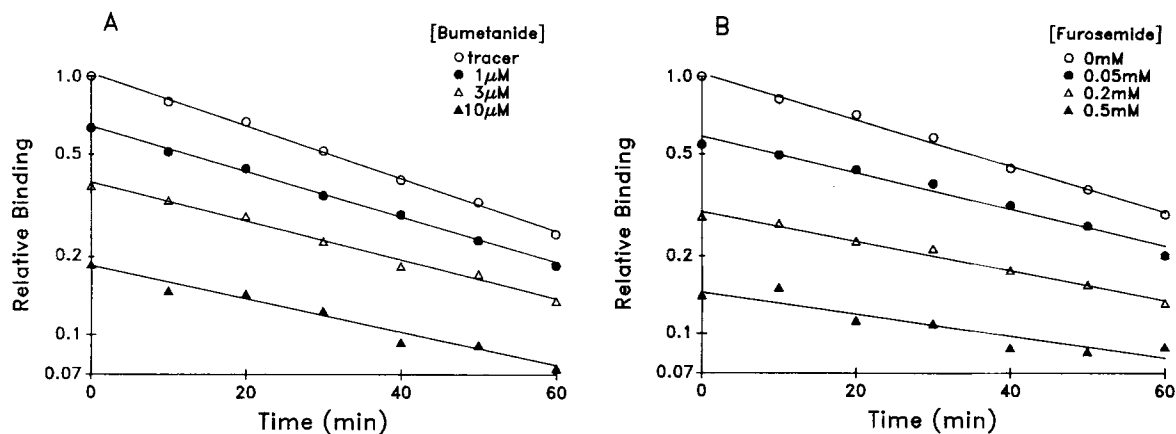 A
[Bumetanide]
tracer
1μM
3μM
10μM
1.0
0.5
0.2
0.1
0.07
Relative Binding
0
20
40
60
Time (min)
B
[Furosemide]
0mM
0.05mM
0.2mM
0.5mM
1.0
0.5
0.2
0.1
0.07
Relative Binding
0
20
40
60
Time (min)